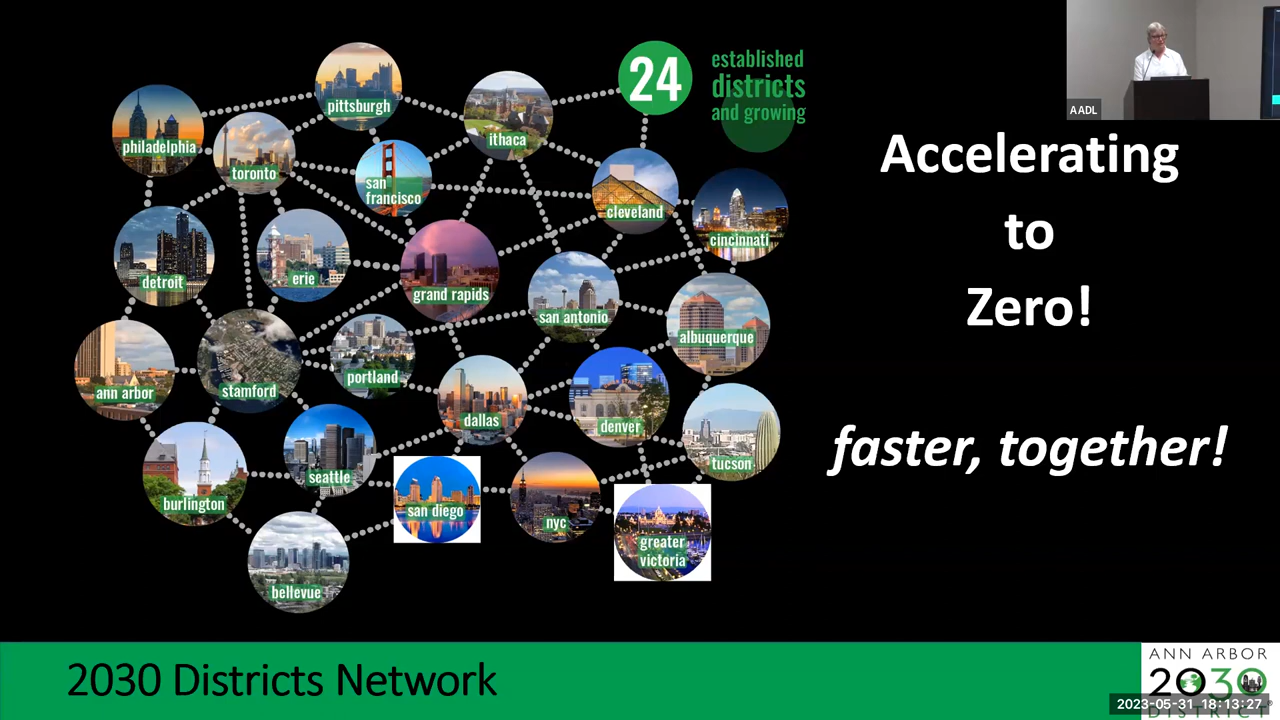 24
established
districts
and growing
AADL
pittsburgh
philadelphia
ithaca
toronto
san
francisco
cleveland
cincinnati
detroit
erie
grand rapids
san antonio
albuquerque
ann arbor
stamford
portland
dallas
denver
tucson
burlington
seattle
san diego
nyc
greater
victoria
bellevue
Accelerating
to
Zero!
faster, together!
2030 Districts Network
ANN ARBOR
2030
DISTRICT
2023-05-31 18:13:27